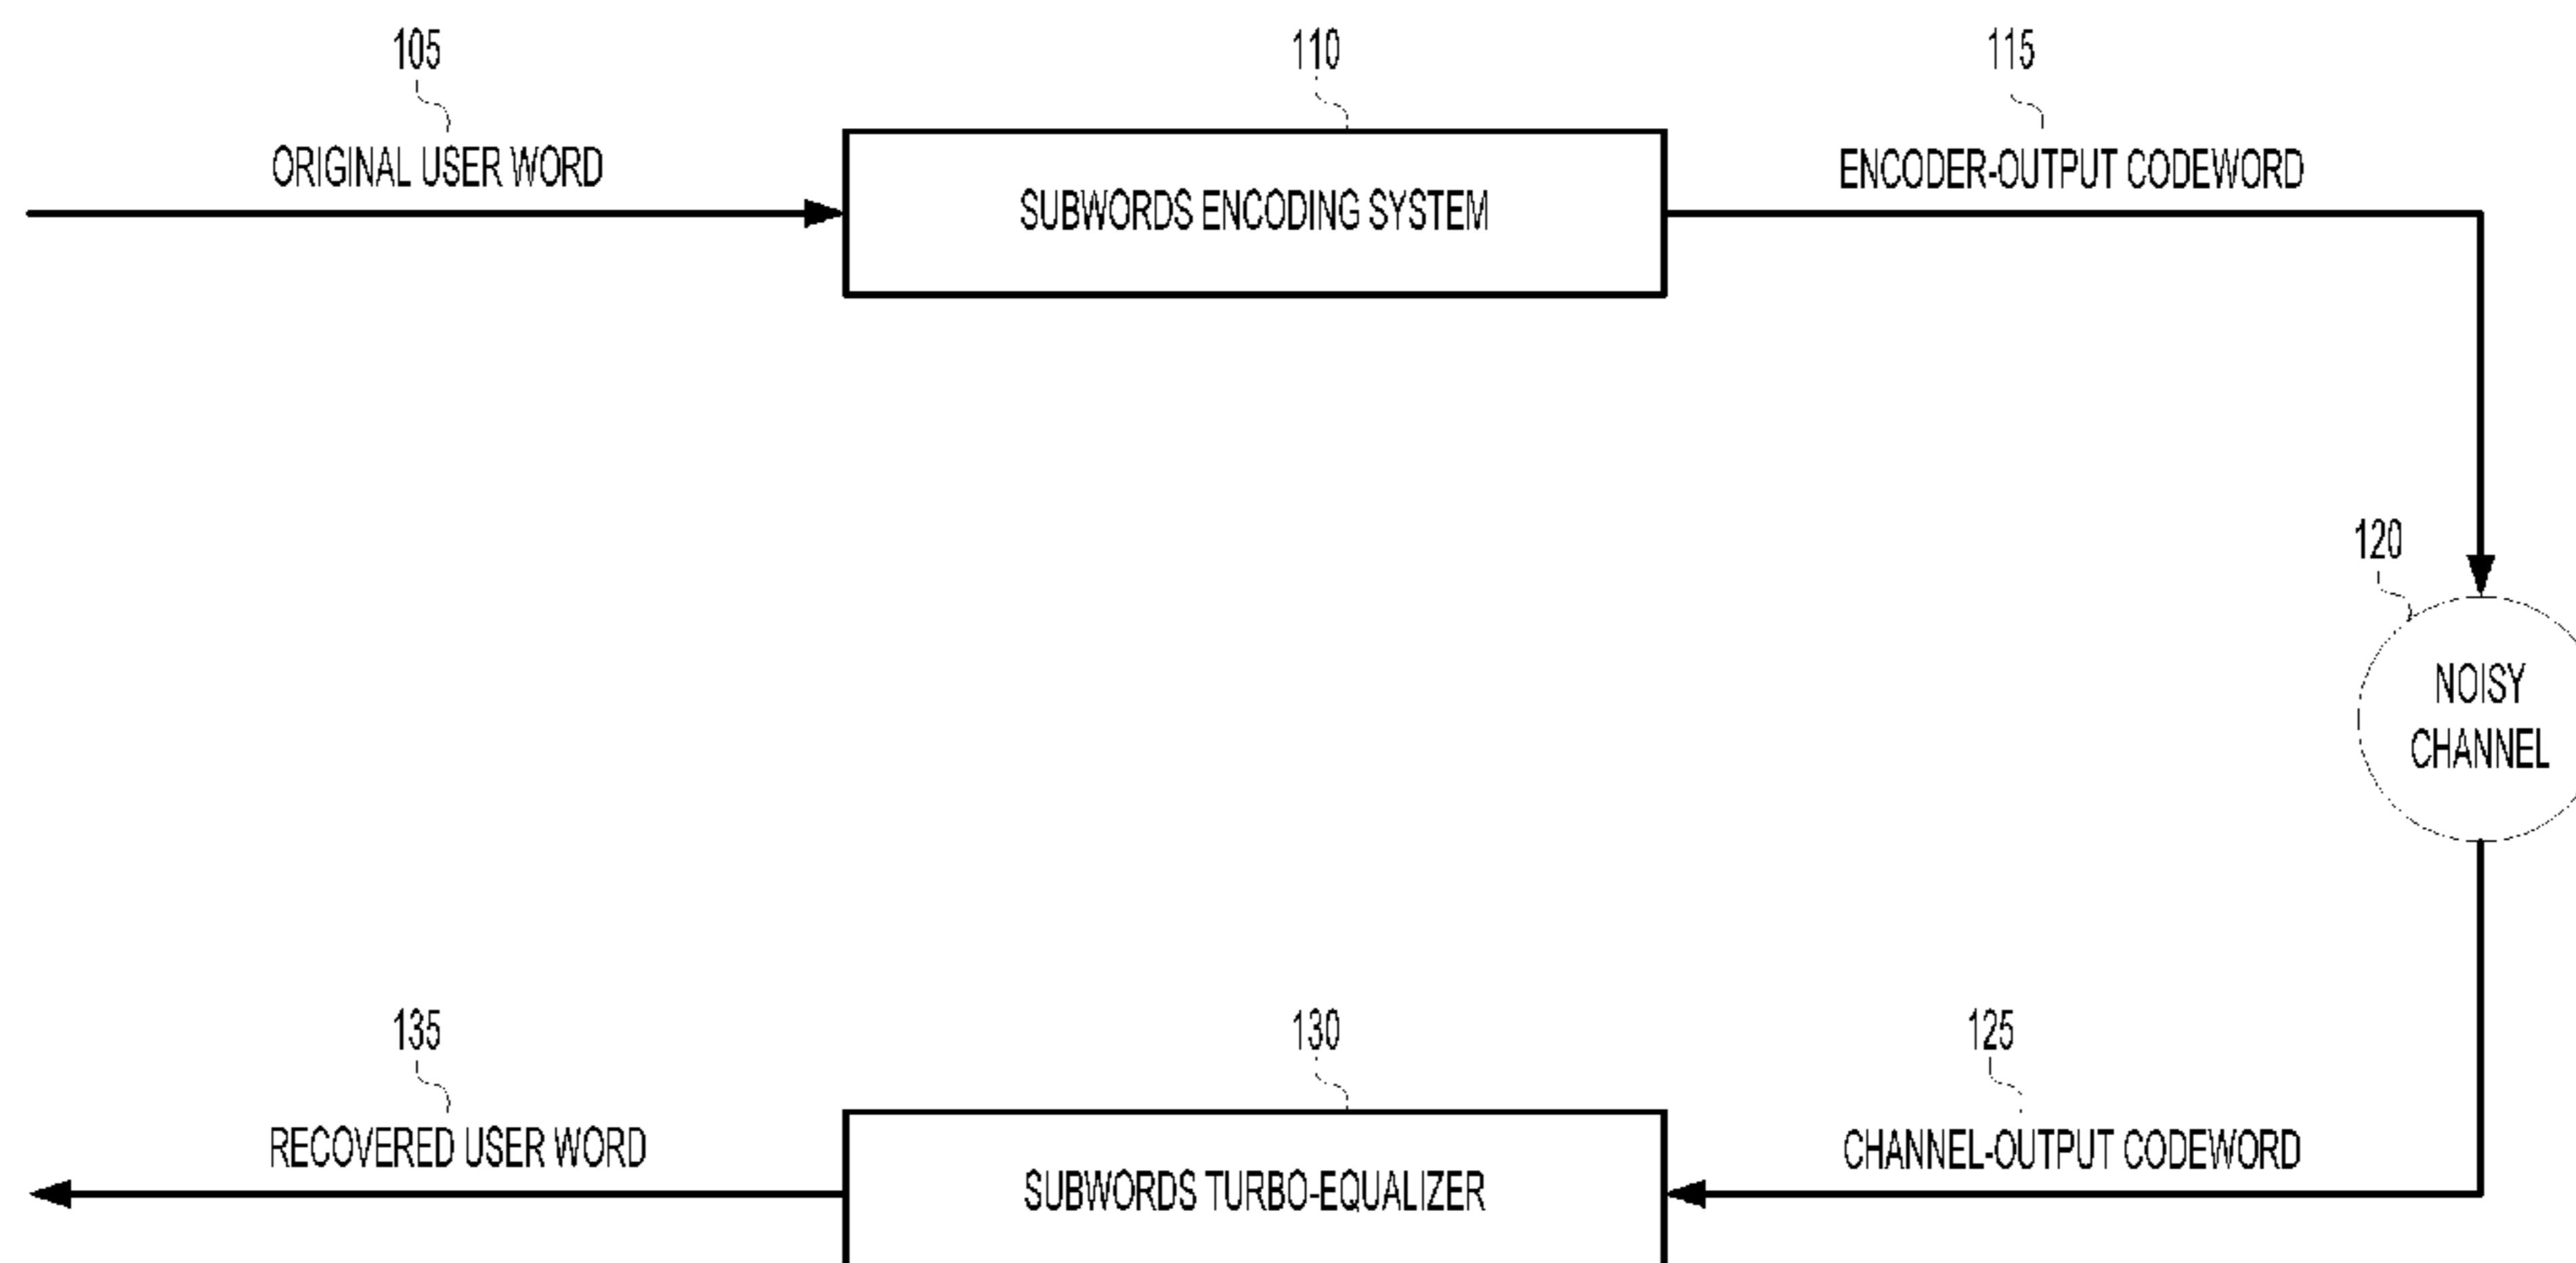 105
110
115
ORIGINAL USER WORD
SUBWORDS ENCODING SYSTEM
ENCODER-OUTPUT CODEWORD
120
NOISY
CHANNEL
135
130
125
RECOVERED USER WORD
SUBWORDS TURBO-EQUALIZER
CHANNEL-OUTPUT CODEWORD